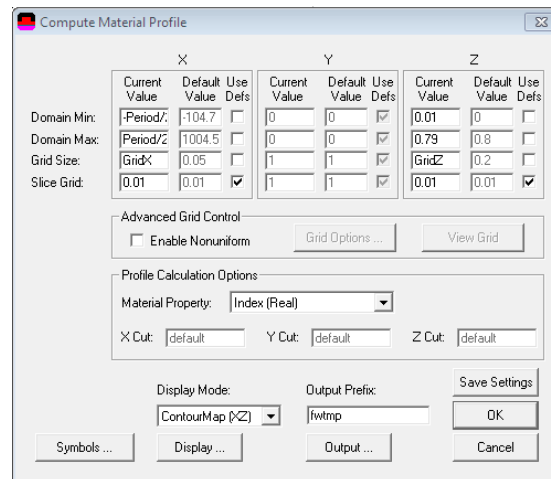 Compute Material Profile
X Y Z
Current Value Default Value Use Defs Current Value Default Value Use Defs Current Value Default Value Use Defs
Domain Min: -Period/ -104.7 0 0 0.01 0
Domain Max: Period/2 1004.5 0 0 0.79 0.8
Grid Size: GridX 0.05 1 1 GridZ 0.2
Slice Grid: 0.01 0.01 1 1 0.01 0.01
Advanced Grid Control
Enable Nonuniform Grid Options ... View Grid
Profile Calculation Options
Material Property: Index (Real)
X Cut: default Y Cut: default Z Cut: default
Display Mode: Output Prefix: Save Settings
ContourMap (XZ) fwtmp OK
Symbols ... Display ... Output ... Cancel